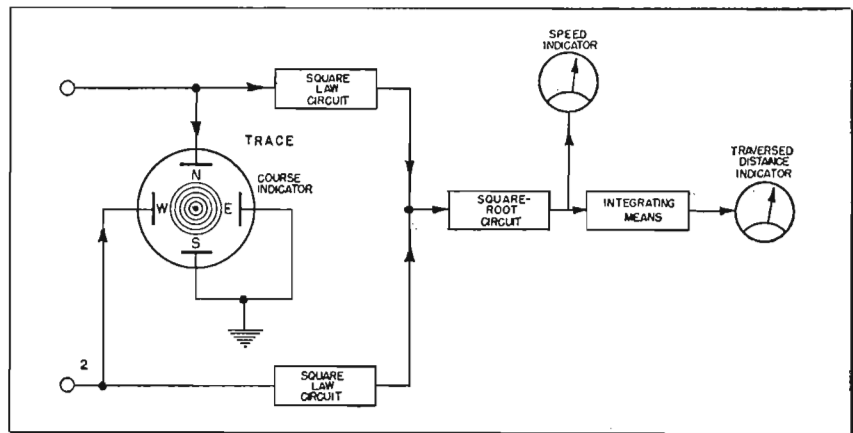 SPEED
INDICATOR
SQUARE
LAW
CIRCUIT
TRACE
N
COURSE
INDICATOR
W
E
S
TRAVERSED
DISTANCE
INDICATOR
SQUARE-
ROOT
CIRCUIT
INTEGRATING
MEANS
2
SQUARE
LAW
CIRCUIT